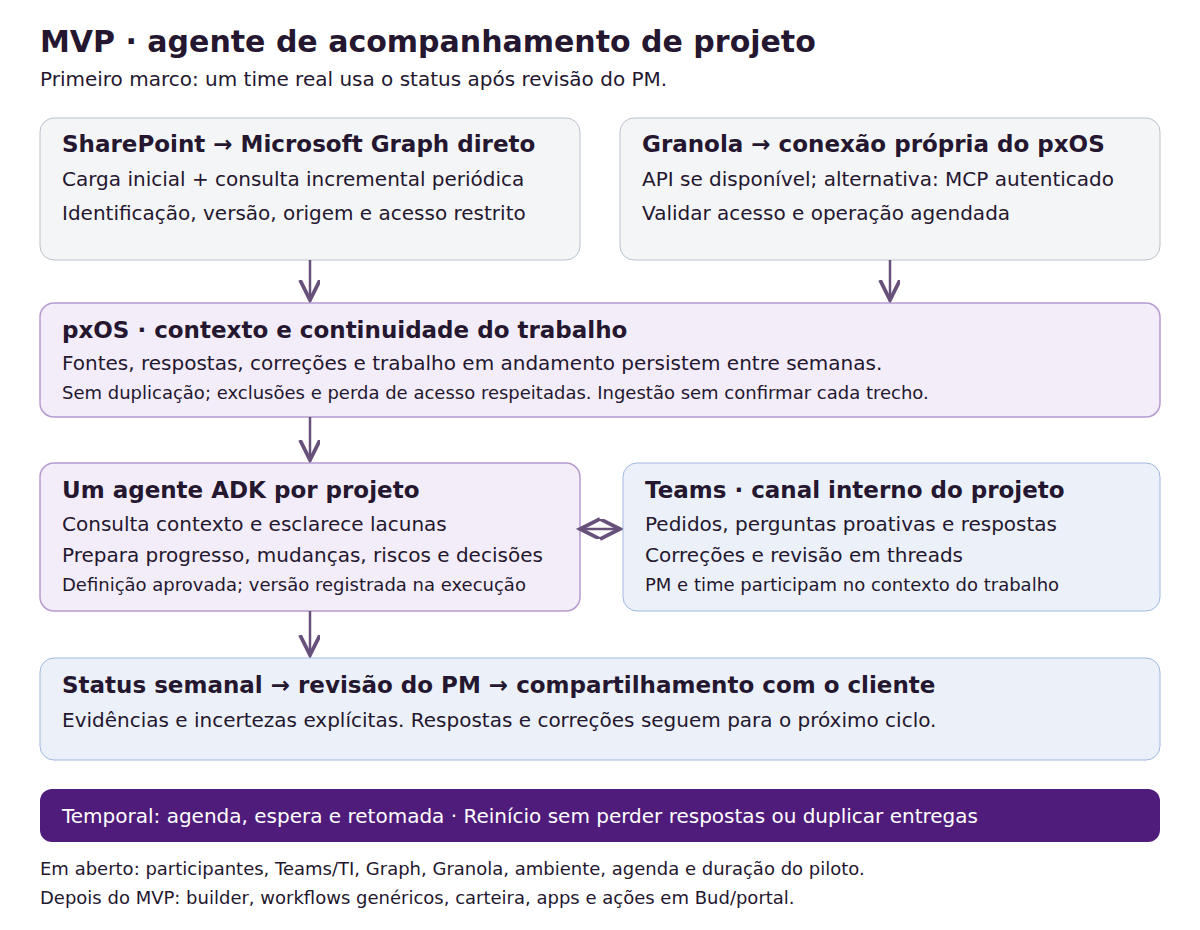 MVP · agente de acompanhamento de projeto
Primeiro marco: um time real usa o status após revisão do PM.
SharePoint → Microsoft Graph direto
Carga inicial + consulta incremental periódica
Identificação, versão, origem e acesso restrito
Granola → conexão própria do pxOS
API se disponível; alternativa: MCP autenticado
Validar acesso e operação agendada
pxOS · contexto e continuidade do trabalho
Fontes, respostas, correções e trabalho em andamento persistem entre semanas.
Sem duplicação; exclusões e perda de acesso respeitadas. Ingestão sem confirmar cada trecho.
Um agente ADK por projeto
Consulta contexto e esclarece lacunas
Prepara progresso, mudanças, riscos e decisões
Definição aprovada; versão registrada na execução
Teams · canal interno do projeto
Pedidos, perguntas proativas e respostas
Correções e revisão em threads
PM e time participam no contexto do trabalho
Status semanal → revisão do PM → compartilhamento com o cliente
Evidências e incertezas explícitas. Respostas e correções seguem para o próximo ciclo.
Temporal: agenda, espera e retomada · Reinício sem perder respostas ou duplicar entregas
Em aberto: participantes, Teams/TI, Graph, Granola, ambiente, agenda e duração do piloto.
Depois do MVP: builder, workflows genéricos, carteira, apps e ações em Bud/portal.